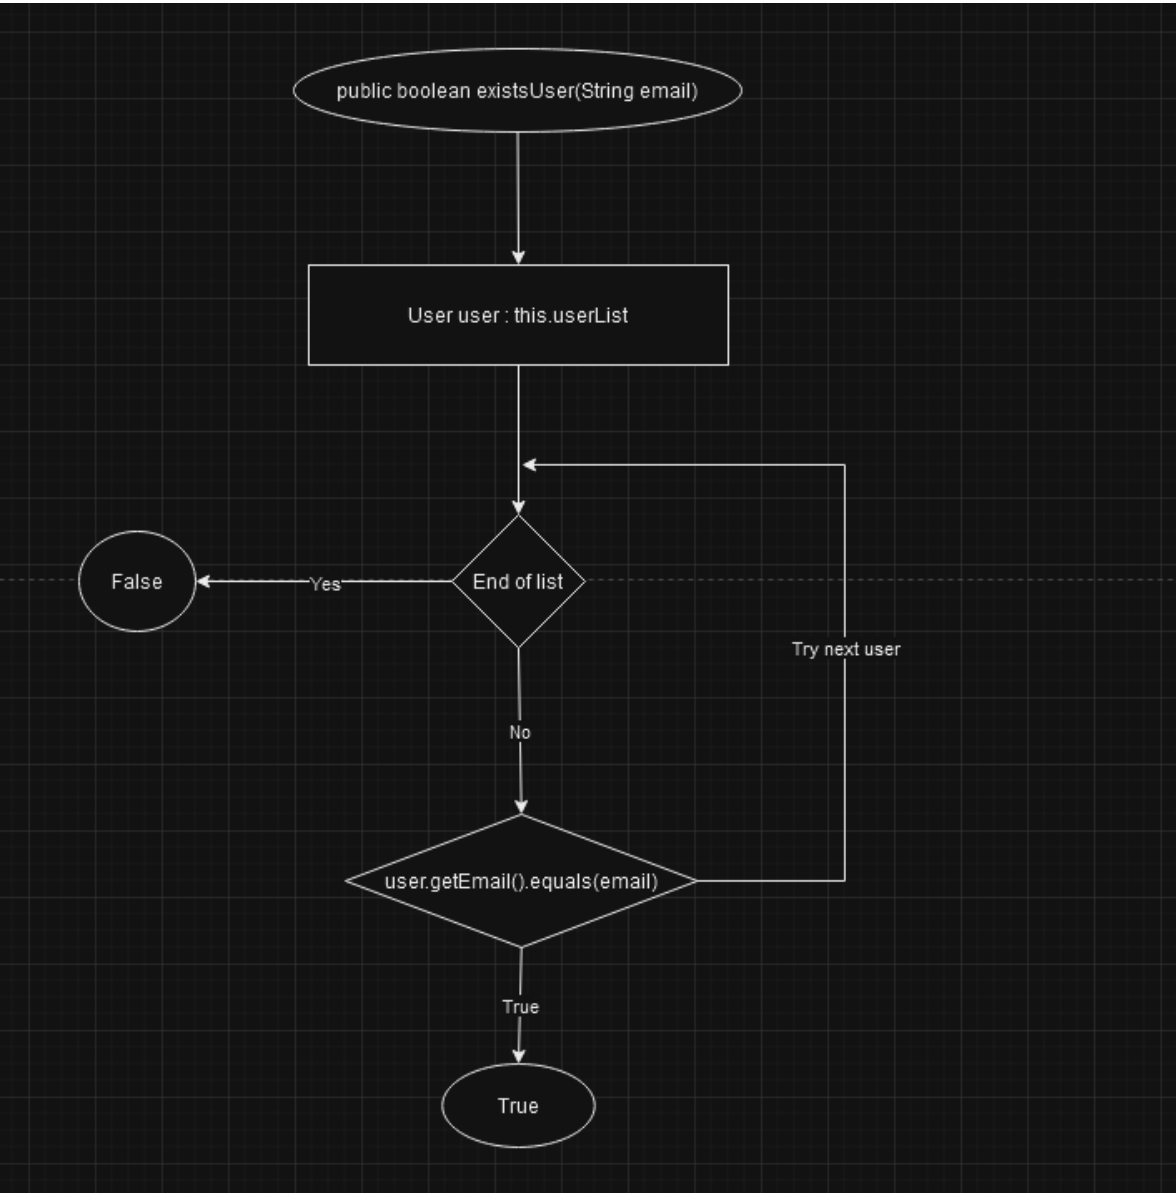 public boolean existsUser(String email)
User user : this.userList
End of list
Yes
False
No
Try next user
user.getEmail().equals(email)
True
True